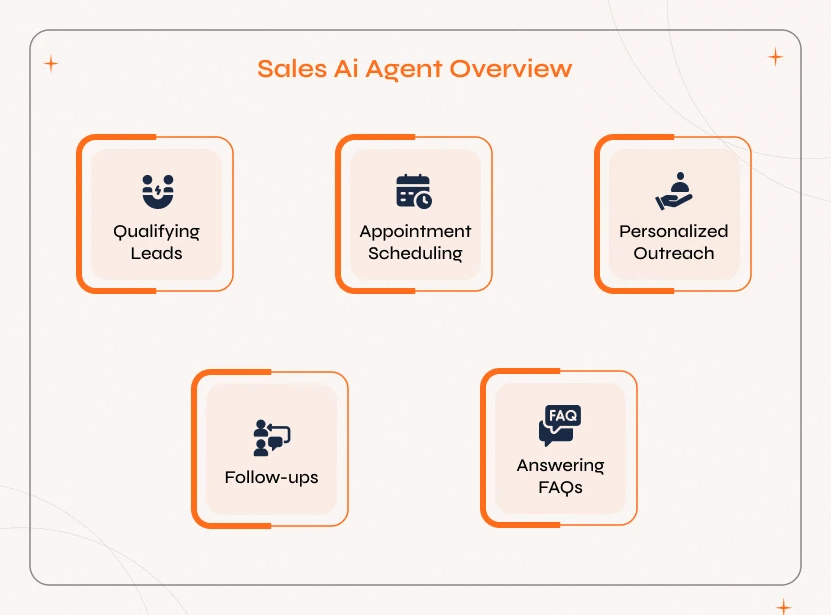 Sales Ai Agent Overview
Qualifying
Leads
Appointment
Scheduling
Personalized
Outreach
Follow-ups
FAQ
Answering
FAQs